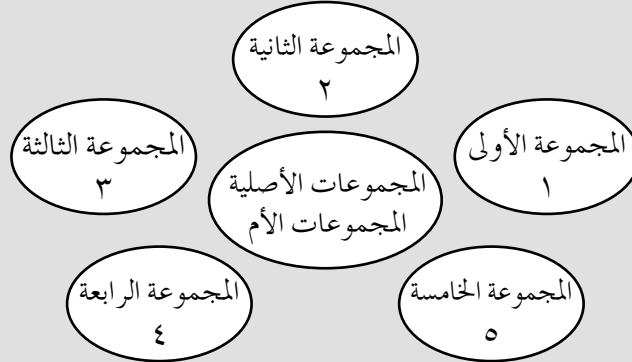 المجموعة الثانية
٢
المجموعة الأولى
١
المجموعة الثالثة
٣
المجموعات الأصلية
المجموعات الأم
المجموعة الخامسة
٥
المجموعة الرابعة
٤